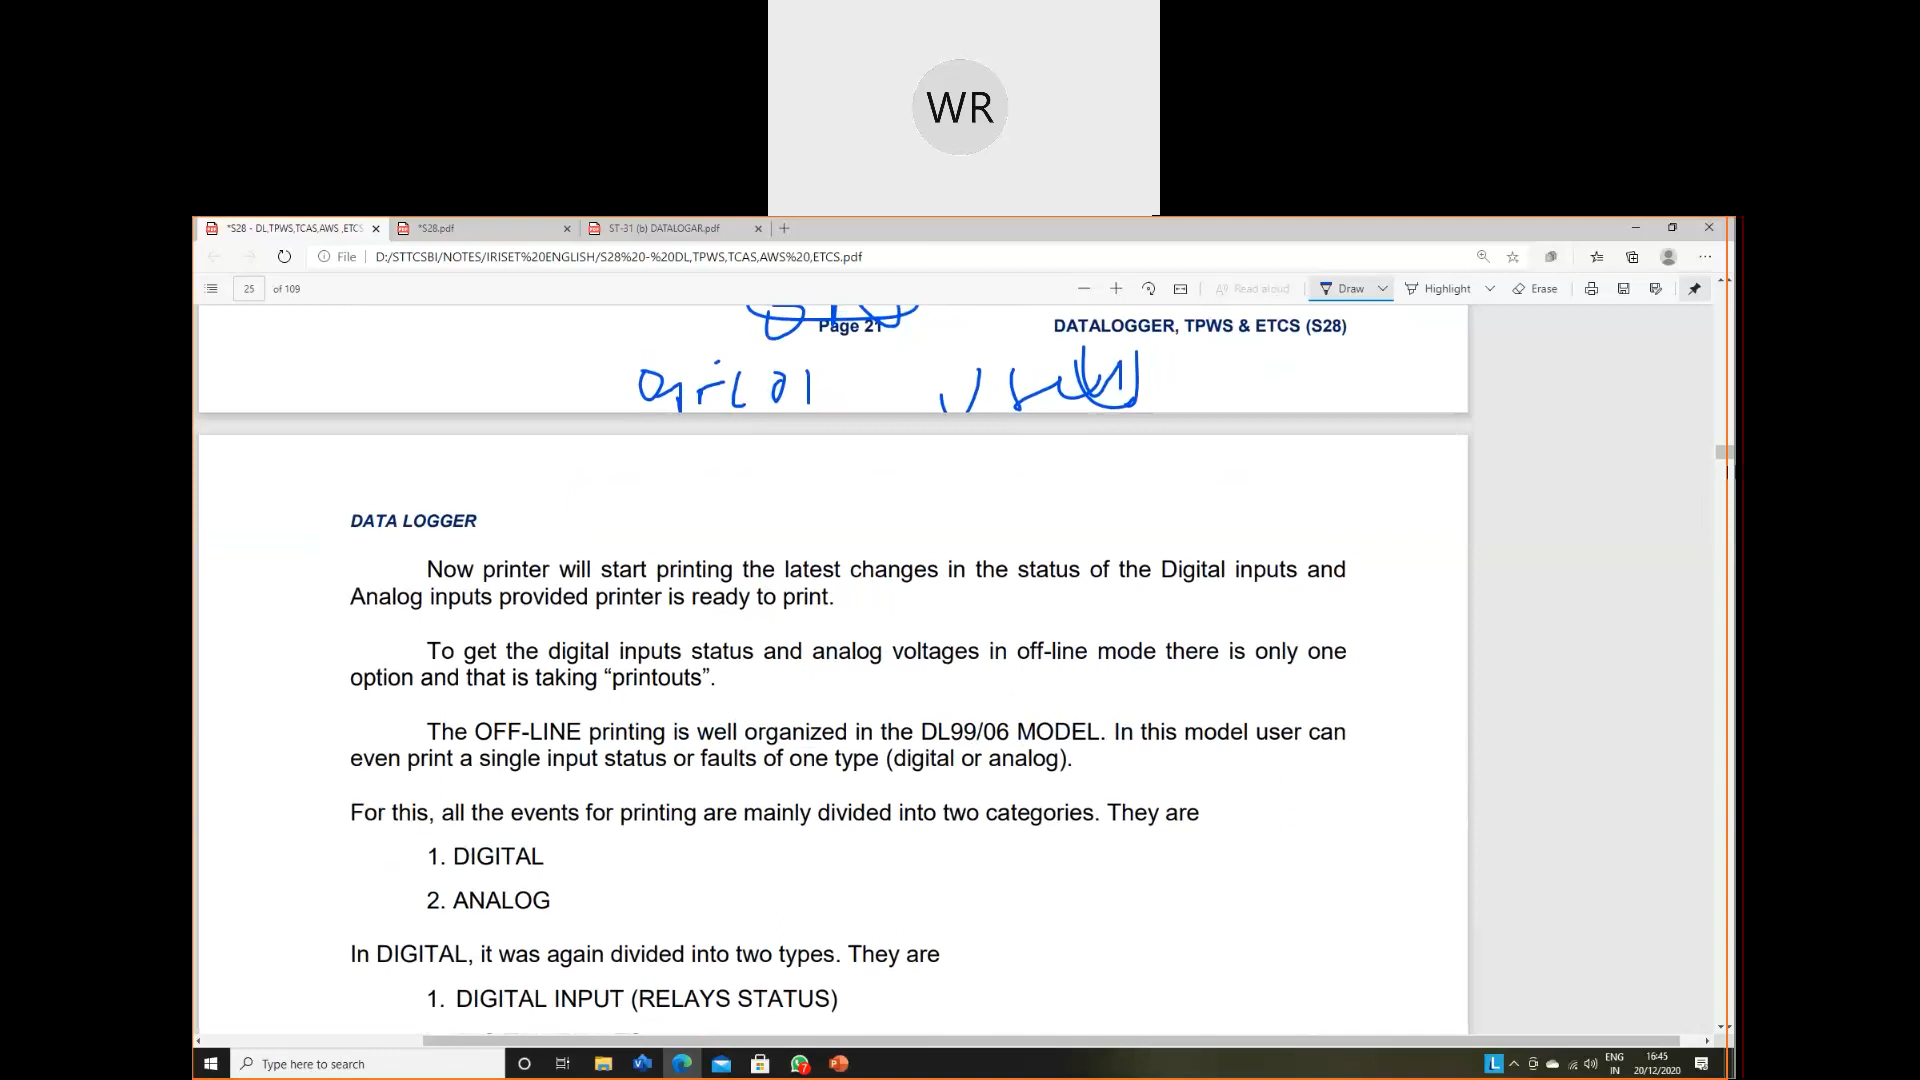 WR
*S28 - DL,TPWS,TCAS,AWS ,ETCS
*S28.pdf
ST-31 (b) DATALOGAR.pdf
File
D:/STTCSBI/NOTES/IRISET%20ENGLISH/S28%20-%20DL,TPWS,TCAS,AWS%20,ETCS.pdf
25 of 109
Read aloud
Draw
Highlight
Erase
Page 21
DATALOGGER, TPWS & ETCS (S28)
DATA LOGGER
Now printer will start printing the latest changes in the status of the Digital inputs and
Analog inputs provided printer is ready to print.
To get the digital inputs status and analog voltages in off-line mode there is only one
option and that is taking “printouts”.
The OFF-LINE printing is well organized in the DL99/06 MODEL. In this model user can
even print a single input status or faults of one type (digital or analog).
For this, all the events for printing are mainly divided into two categories. They are
1. DIGITAL
2. ANALOG
In DIGITAL, it was again divided into two types. They are
1. DIGITAL INPUT (RELAYS STATUS)
Type here to search
7
L
ENG
IN
16:45
20/12/2020